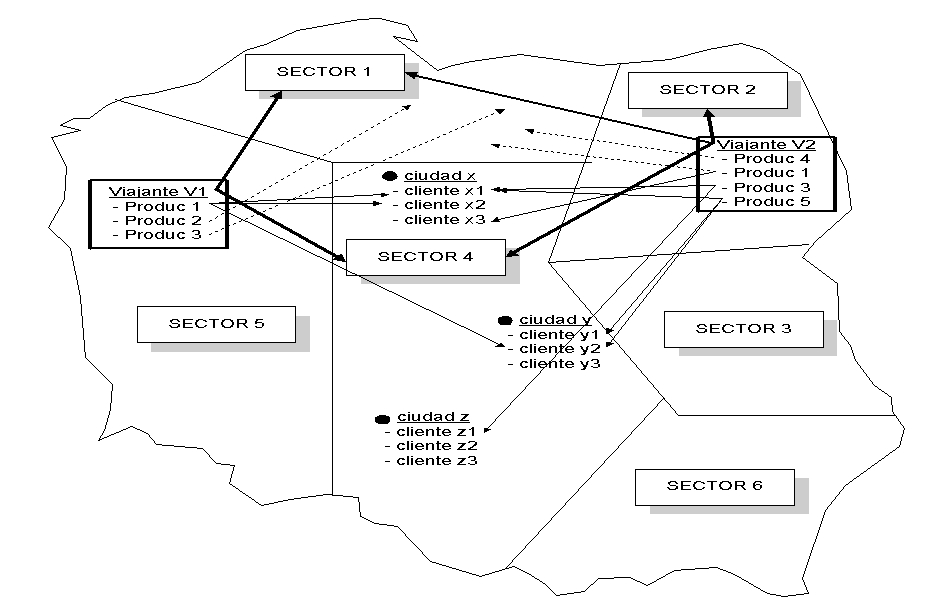 SECTOR 1
SECTOR 2
Viajante V2
- Produc 4
- Produc 1
- Produc 3
- Produc 5
ciudad x
- cliente x1
- cliente x2
- cliente x3
Viajante V1
- Produc 1
- Produc 2
- Produc 3
SECTOR 4
SECTOR 5
ciudad y
- cliente y1
- cliente y2
- cliente y3
SECTOR 3
ciudad z
- cliente z1
- cliente z2
- cliente z3
SECTOR 6